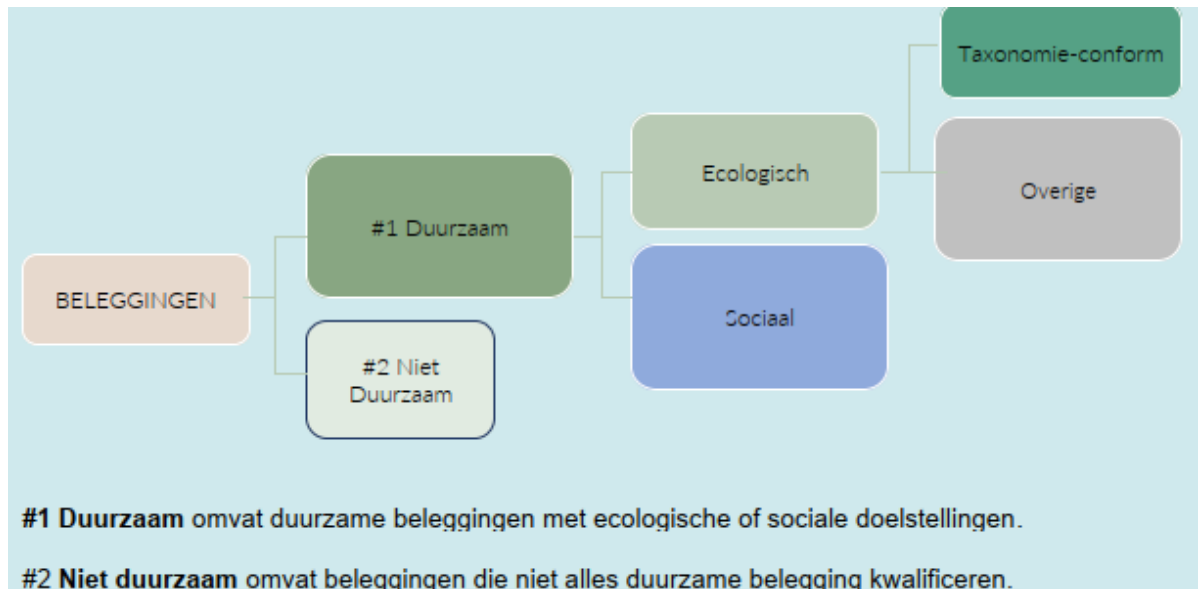 Taxonomie-conform
Ecologisch
Overige
#1 Duurzaam
BELEGGINGEN
Sociaal
#2 Niet
Duurzaam
#1 Duurzaam omvat duurzame beleggingen met ecologische of sociale doelstellingen.
#2 Niet duurzaam omvat beleggingen die niet alles duurzame belegging kwalificeren.